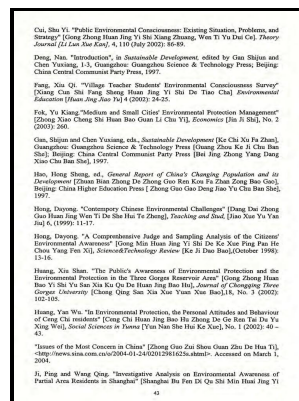 Cui, Shu Yi. "Public Environmental Consciousness: Existing Situation, Problems, and
Strategy" [Gong Zhong Huan Jing Yi Shi Xiang Zhuang, Wen Ti Yu Dui Ce]. Theory
Journal [Li Lun Xue Kan], 4, 110 (July 2002): 86-89.
Deng, Nan. "Introduction", in Sustainable Development, edited by Gan Shijun and
Chen Yuxiang, 1-3, Guangzhou: Guangzhou Science & Technology Press; Beijing:
China Central Communist Party Press, 1997.
Fang, Xiu Qi. "Village Teacher Students' Environmental Consciousness Survey"
[Xiang Cun Shi Fang Sheng Huan Jing Yi Shi De Tiao Cha] Environmental
Education [Huan Jing Jiao Yu] 4 (2002): 24-25.
Fok, Yu Kiang."Medium and Small Cities' Environmental Protection Management"
[Zhong Xiao Cheng Shi Huan Bao Guan Li Chu Yi], Economics [Jin Ji Shi], No. 2
(2003): 260.
Gan, Shijun and Chen Yuxiang, eds., Sustainable Development [Ke Chi Xu Fa Zhan],
Guangzhou: Guangzhou Science & Technology Press [Quang Zhou Ke Ji Chu Ban
She]; Beijing: China Central Communist Party Press [Bei Jing Zhong Yang Dang
Xiao Chu Ban She], 1997.
Hao, Hong Sheng, ed., General Report of China's Changing Population and its
Development [Zhuan Bian Zhong De Zhong Guo Ren Kou Fa Zhan Zong Bao Gao],
Beijing: China Higher Education Press [ Zhong Guo Gao Deng Jiao Yu Chu Ban She],
1997.
Hong, Dayong. "Contempory Chinese Environmental Challenges" [Dang Dai Zhong
Guo Huan Jing Wen Ti De She Hui Te Zheng], Teaching and Stud, [Jiao Xue Yu Yan
Jiu] 6, (1999): 11-17.
Hong, Dayong. "A Comprehensive Judge and Sampling Analysis of the Citizens'
Environmental Awareness" [Gong Min Huan Jing Yi Shi De Ke Xue Ping Pan He
Chou Yang Fen Xi], Science&Technology Review [Ke Ji Dao Bao],(October 1998):
13-16.
Huang, Xiu Shan. "The Public's Awareness of Environmental Protection and the
Environmental Protection in the Three Gorges Reservoir Area" [Gong Zhong Huan
Bao Yi Shi Yu San Xia Ku Qu De Huan Jing Bao Hu], Journal of Chongqing Three
Gorges University [Chong Qing San Xia Xue Yuan Xue Bao],18, No. 3 (2002):
102-105.
Huang, Yan Wu. "In Environmental Protection, the Personal Attitudes and Behaviour
of Ceng Chi residents" [Ceng Chi Huan Jing Bao Hu Zhong De Ge Ren Tai Du Yu
Xing Wei], Social Sciences in Yunna [Yun Nan She Hui Ke Xue], No. 1 (2002): 40 –
43.
"Issues of the Most Concern in China" [Zhong Guo Zui Shou Guan Zhu De Hua Ti],
<http://news.sina.com.cn/o/2004-01-24/02012981625s.shtml>. Accessed on March 1,
2004.
Ji, Ping and Wang Qing. "Investigative Analysis on Environmental Awareness of
Partial Area Residents in Shanghai" [Shanghai Bu Fen Di Qu Shi Min Huai Jing Yi
43